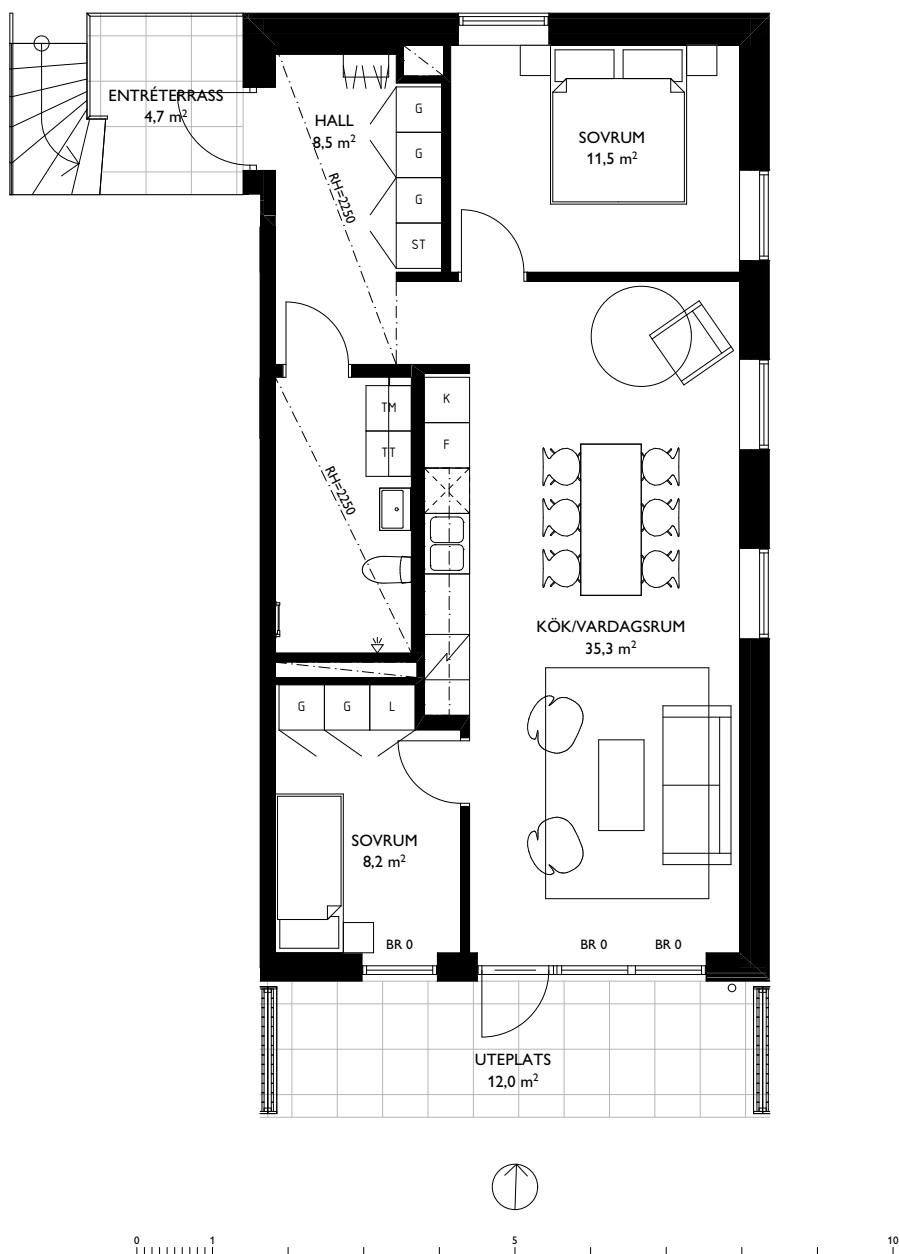 ENTRÉTERRASS
4,7 m²
HALL
8,5 m²
RH=2250
G
G
G
ST
SOVRUM
11,5 m²
TM
TT
RH=2250
K
F
KÖK/VARDAGSRUM
35,3 m²
G
G
L
SOVRUM
8,2 m²
BR 0
BR 0
BR 0
UTEPLATS
12,0 m²
0 1 5 10